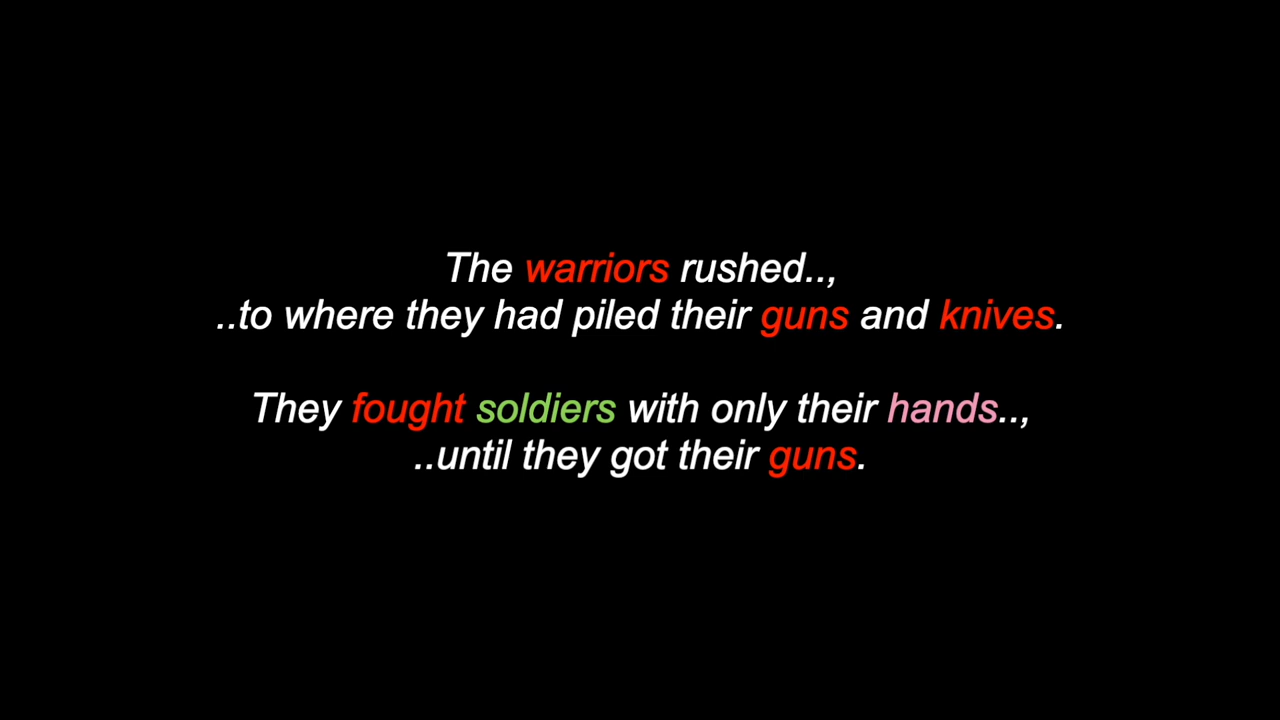 The warriors rushed..,
..to where they had piled their guns and knives.
They fought soldiers with only their hands..,
..until they got their guns.